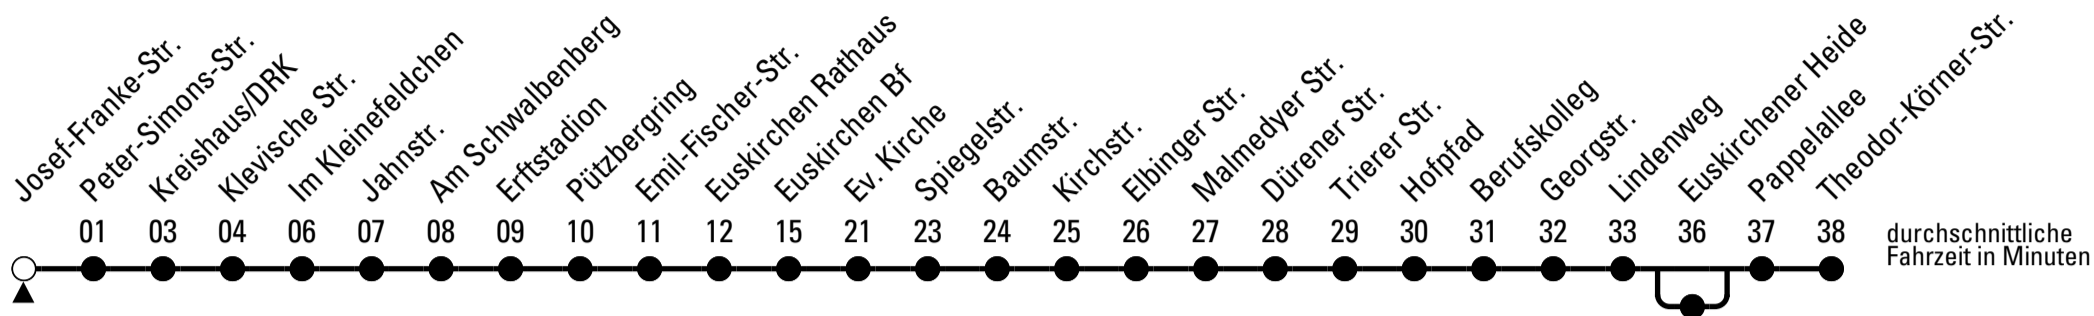 Josef-Franke-Str.
Peter-Simons-Str.
Kreishaus/DRK
Klevische Str.
Im Kleinefeldchen
Jahnstr.
Am Schwalbenberg
Erftstadion
Pützbergring
Emil-Fischer-Str.
Euskirchen Rathaus
Euskirchen Bf
Ev. Kirche
Spiegelstr.
Baumstr.
Kirchstr.
Elbinger Str.
Malmedyer Str.
Dürener Str.
Trierer Str.
Hofpfad
Berufskolleg
Georgstr.
Lindenweg
Euskirchener Heide
Pappelallee
Theodor-Körner-Str.
01 03 04 06 07 08 09 10 11 12 15 21 23 24 25 26 27 28 29 30 31 32 33 36 37 38
durchschnittliche
Fahrzeit in Minuten